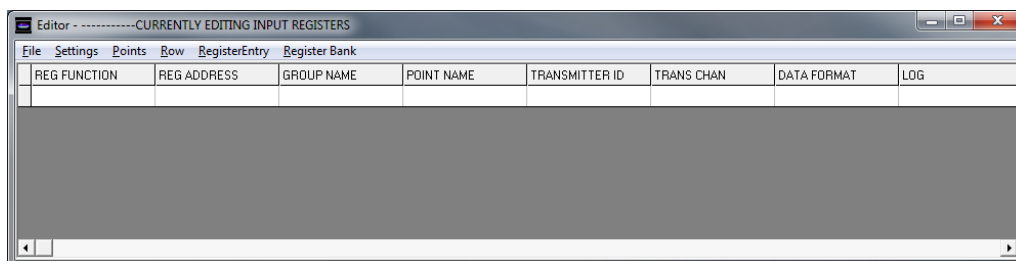 Editor - -----------CURRENTLY EDITING INPUT REGISTERS
File Settings Points Row RegisterEntry Register Bank
REG FUNCTION REG ADDRESS GROUP NAME POINT NAME TRANSMITTER ID TRANS CHAN DATA FORMAT LOG